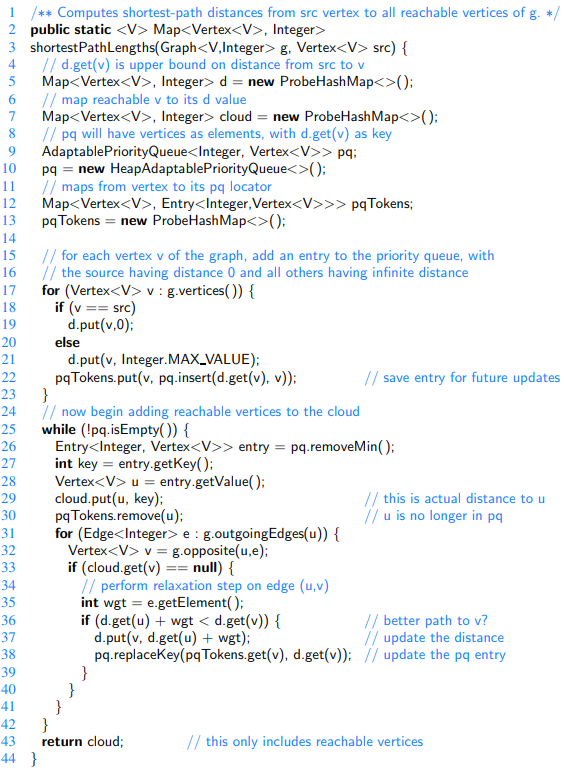 1 /** Computes shortest-path distances from src vertex to all reachable vertices of g. */
2 public static <V> Map<Vertex<V>, Integer>
3 shortestPathLengths(Graph<V,Integer> g, Vertex<V> src) {
4 // d.get(v) is upper bound on distance from src to v
5 Map<Vertex<V>, Integer> d = new ProbeHashMap<>();
6 // map reachable v to its d value
7 Map<Vertex<V>, Integer> cloud = new ProbeHashMap<>();
8 // pq will have vertices as elements, with d.get(v) as key
9 AdaptablePriorityQueue<Integer, Vertex<V>> pq;
10 pq = new HeapAdaptablePriorityQueue<>();
11 // maps from vertex to its pq locator
12 Map<Vertex<V>, Entry<Integer,Vertex<V>>> pqTokens;
13 pqTokens = new ProbeHashMap<>();
14
15 // for each vertex v of the graph, add an entry to the priority queue, with
16 // the source having distance 0 and all others having infinite distance
17 for (Vertex<V> v : g.vertices()) {
18 if (v == src)
19 d.put(v,0);
20 else
21 d.put(v, Integer.MAX_VALUE);
22 pqTokens.put(v, pq.insert(d.get(v), v)); // save entry for future updates
23 }
24 // now begin adding reachable vertices to the cloud
25 while (!pq.isEmpty()) {
26 Entry<Integer, Vertex<V>> entry = pq.removeMin();
27 int key = entry.getKey();
28 Vertex<V> u = entry.getValue();
29 cloud.put(u, key); // this is actual distance to u
30 pqTokens.remove(u); // u is no longer in pq
31 for (Edge<Integer> e : g.outgoingEdges(u)) {
32 Vertex<V> v = g.opposite(u,e);
33 if (cloud.get(v) == null) {
34 // perform relaxation step on edge (u,v)
35 int wgt = e.getElement();
36 if (d.get(u) + wgt < d.get(v)) { // better path to v?
37 d.put(v, d.get(u) + wgt); // update the distance
38 pq.replaceKey(pqTokens.get(v), d.get(v)); // update the pq entry
39 }
40 }
41 }
42 }
43 return cloud; // this only includes reachable vertices
44 }